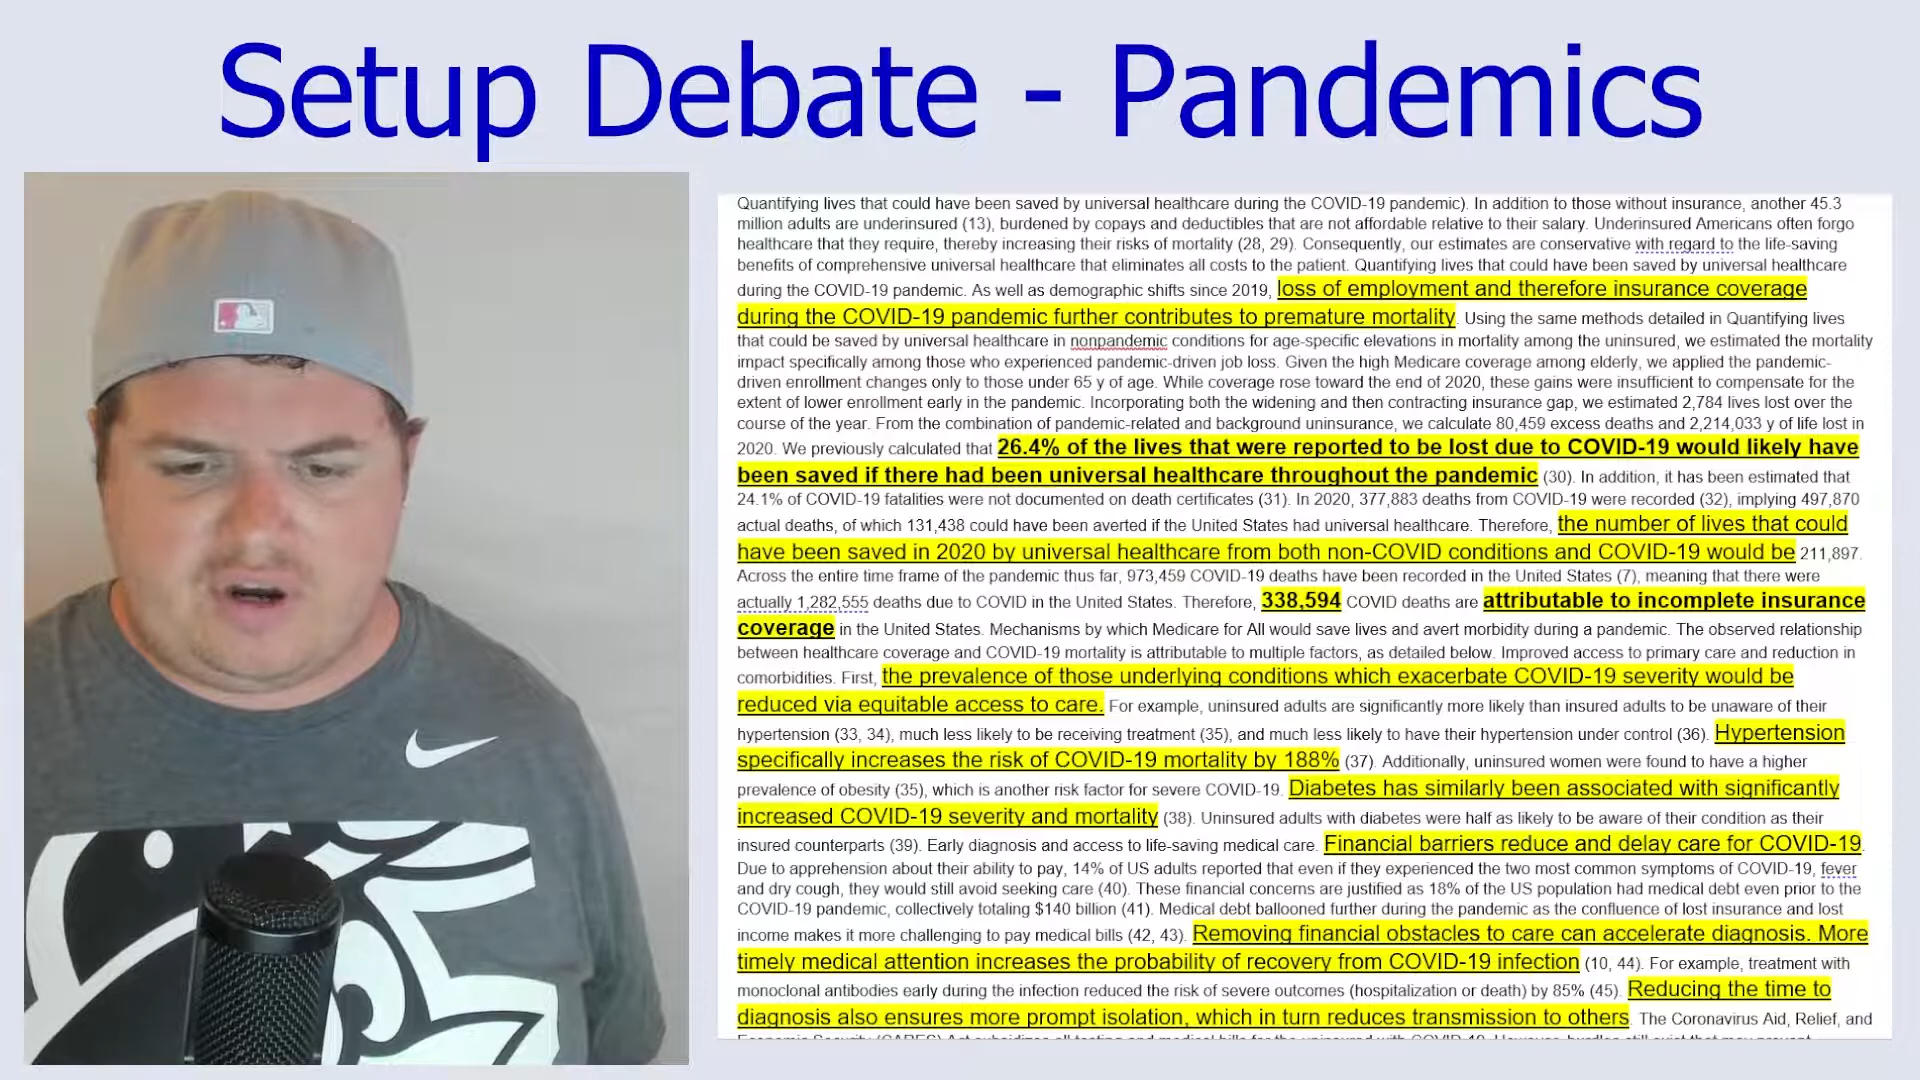 Setup Debate - Pandemics
Quantifying lives that could have been saved by universal healthcare during the COVID-19 pandemic). In addition to those without insurance, another 45.3
million adults are underinsured (13), burdened by copays and deductibles that are not affordable relative to their salary. Underinsured Americans often forgo
healthcare that they require, thereby increasing their risks of mortality (28, 29). Consequently, our estimates are conservative with regard to the life-saving
benefits of comprehensive universal healthcare that eliminates all costs to the patient. Quantifying lives that could have been saved by universal healthcare
during the COVID-19 pandemic. As well as demographic shifts since 2019, loss of employment and therefore insurance coverage
during the COVID-19 pandemic further contributes to premature mortality. Using the same methods detailed in Quantifying lives
that could be saved by universal healthcare in nonpandemic conditions for age-specific elevations in mortality among the uninsured, we estimated the mortality
impact specifically among those who experienced pandemic-driven job loss. Given the high Medicare coverage among elderly, we applied the pandemic-
driven enrollment changes only to those under 65 y of age. While coverage rose toward the end of 2020, these gains were insufficient to compensate for the
extent of lower enrollment early in the pandemic. Incorporating both the widening and then contracting insurance gap, we estimated 2,784 lives lost over the
course of the year. From the combination of pandemic-related and background uninsurance, we calculate 80,459 excess deaths and 2,214,033 y of life lost in
2020. We previously calculated that 26.4% of the lives that were reported to be lost due to COVID-19 would likely have
been saved if there had been universal healthcare throughout the pandemic (30). In addition, it has been estimated that
24.1% of COVID-19 fatalities were not documented on death certificates (31). In 2020, 377,883 deaths from COVID-19 were recorded (32), implying 497,870
actual deaths, of which 131,438 could have been averted if the United States had universal healthcare. Therefore, the number of lives that could
have been saved in 2020 by universal healthcare from both non-COVID conditions and COVID-19 would be 211,897.
Across the entire time frame of the pandemic thus far, 973,459 COVID-19 deaths have been recorded in the United States (7), meaning that there were
actually 1,282,555 deaths due to COVID in the United States. Therefore, 338,594 COVID deaths are attributable to incomplete insurance
coverage in the United States. Mechanisms by which Medicare for All would save lives and avert morbidity during a pandemic. The observed relationship
between healthcare coverage and COVID-19 mortality is attributable to multiple factors, as detailed below. Improved access to primary care and reduction in
comorbidities. First, the prevalence of those underlying conditions which exacerbate COVID-19 severity would be
reduced via equitable access to care. For example, uninsured adults are significantly more likely than insured adults to be unaware of their
hypertension (33, 34), much less likely to be receiving treatment (35), and much less likely to have their hypertension under control (36). Hypertension
specifically increases the risk of COVID-19 mortality by 188% (37). Additionally, uninsured women were found to have a higher
prevalence of obesity (35), which is another risk factor for severe COVID-19. Diabetes has similarly been associated with significantly
increased COVID-19 severity and mortality (38). Uninsured adults with diabetes were half as likely to be aware of their condition as their
insured counterparts (39). Early diagnosis and access to life-saving medical care. Financial barriers reduce and delay care for COVID-19.
Due to apprehension about their ability to pay, 14% of US adults reported that even if they experienced the two most common symptoms of COVID-19, fever
and dry cough, they would still avoid seeking care (40). These financial concerns are justified as 18% of the US population had medical debt even prior to the
COVID-19 pandemic, collectively totaling $140 billion (41). Medical debt ballooned further during the pandemic as the confluence of lost insurance and lost
income makes it more challenging to pay medical bills (42, 43). Removing financial obstacles to care can accelerate diagnosis. More
timely medical attention increases the probability of recovery from COVID-19 infection (10, 44). For example, treatment with
monoclonal antibodies early during the infection reduced the risk of severe outcomes (hospitalization or death) by 85% (45). Reducing the time to
diagnosis also ensures more prompt isolation, which in turn reduces transmission to others. The Coronavirus Aid, Relief, and